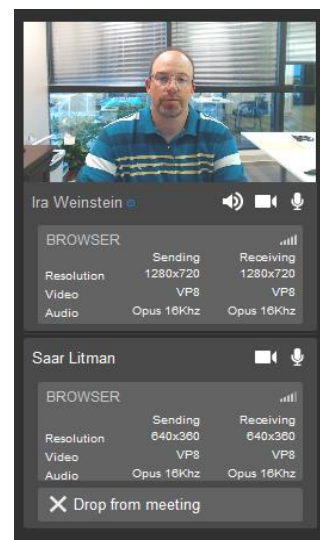 Ira Weinstein
BROWSER
Sending Receiving
Resolution 1280x720 1280x720
Video VP8 VP8
Audio Opus 16Khz Opus 16Khz
Saar Litman
BROWSER
Sending Receiving
Resolution 640x360 640x360
Video VP8 VP8
Audio Opus 16Khz Opus 16Khz
Drop from meeting